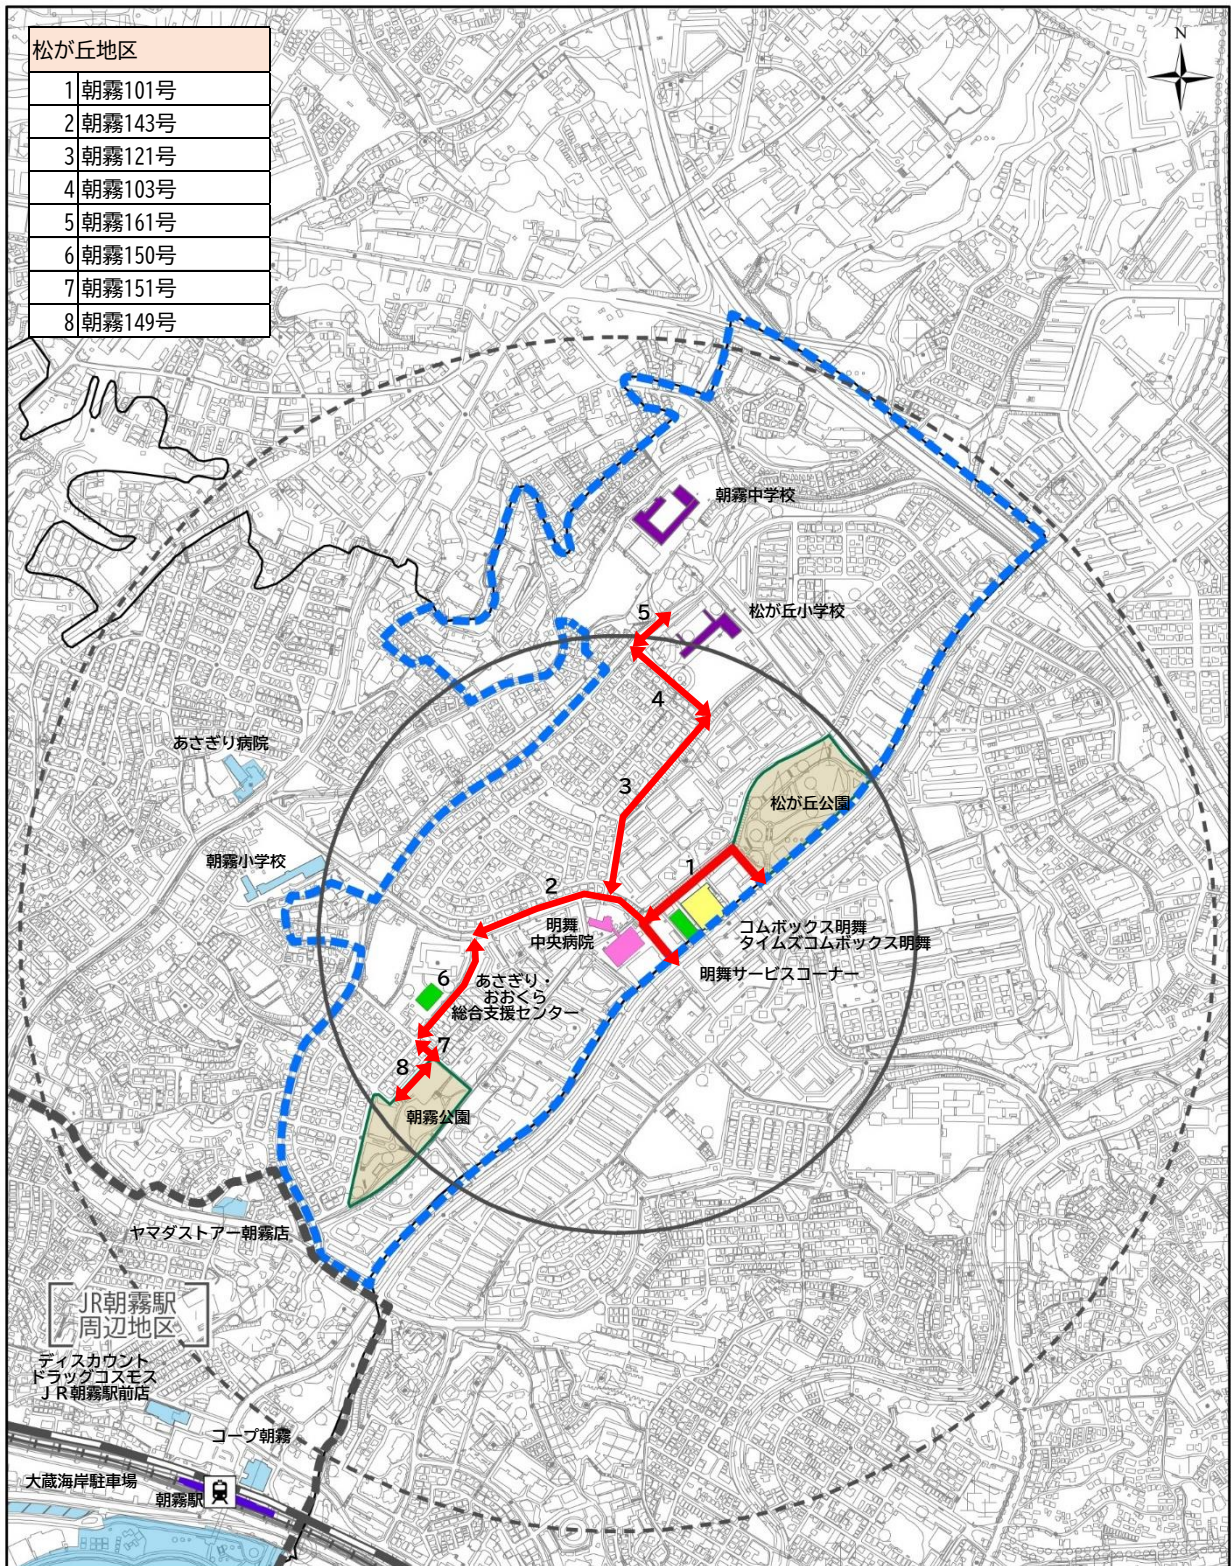 松が丘地区
1 朝霧101号
2 朝霧143号
3 朝霧121号
4 朝霧103号
5 朝霧161号
6 朝霧150号
7 朝霧151号
8 朝霧149号
N
朝霧中学校
5
松が丘小学校
4
あさぎり病院
3
松が丘公園
朝霧小学校
1
2
明舞
中央病院
コムボックス明舞
タイムズコムボックス明舞
明舞サービスコーナー
6
あさぎり・
おおくら
総合支援センター
7
8
朝霧公園
ヤマダストアー朝霧店
JR朝霧駅
周辺地区
ディスカウント
ドラッグコスモス
JR朝霧駅前店
コープ朝霧
大蔵海岸駐車場
朝霧駅